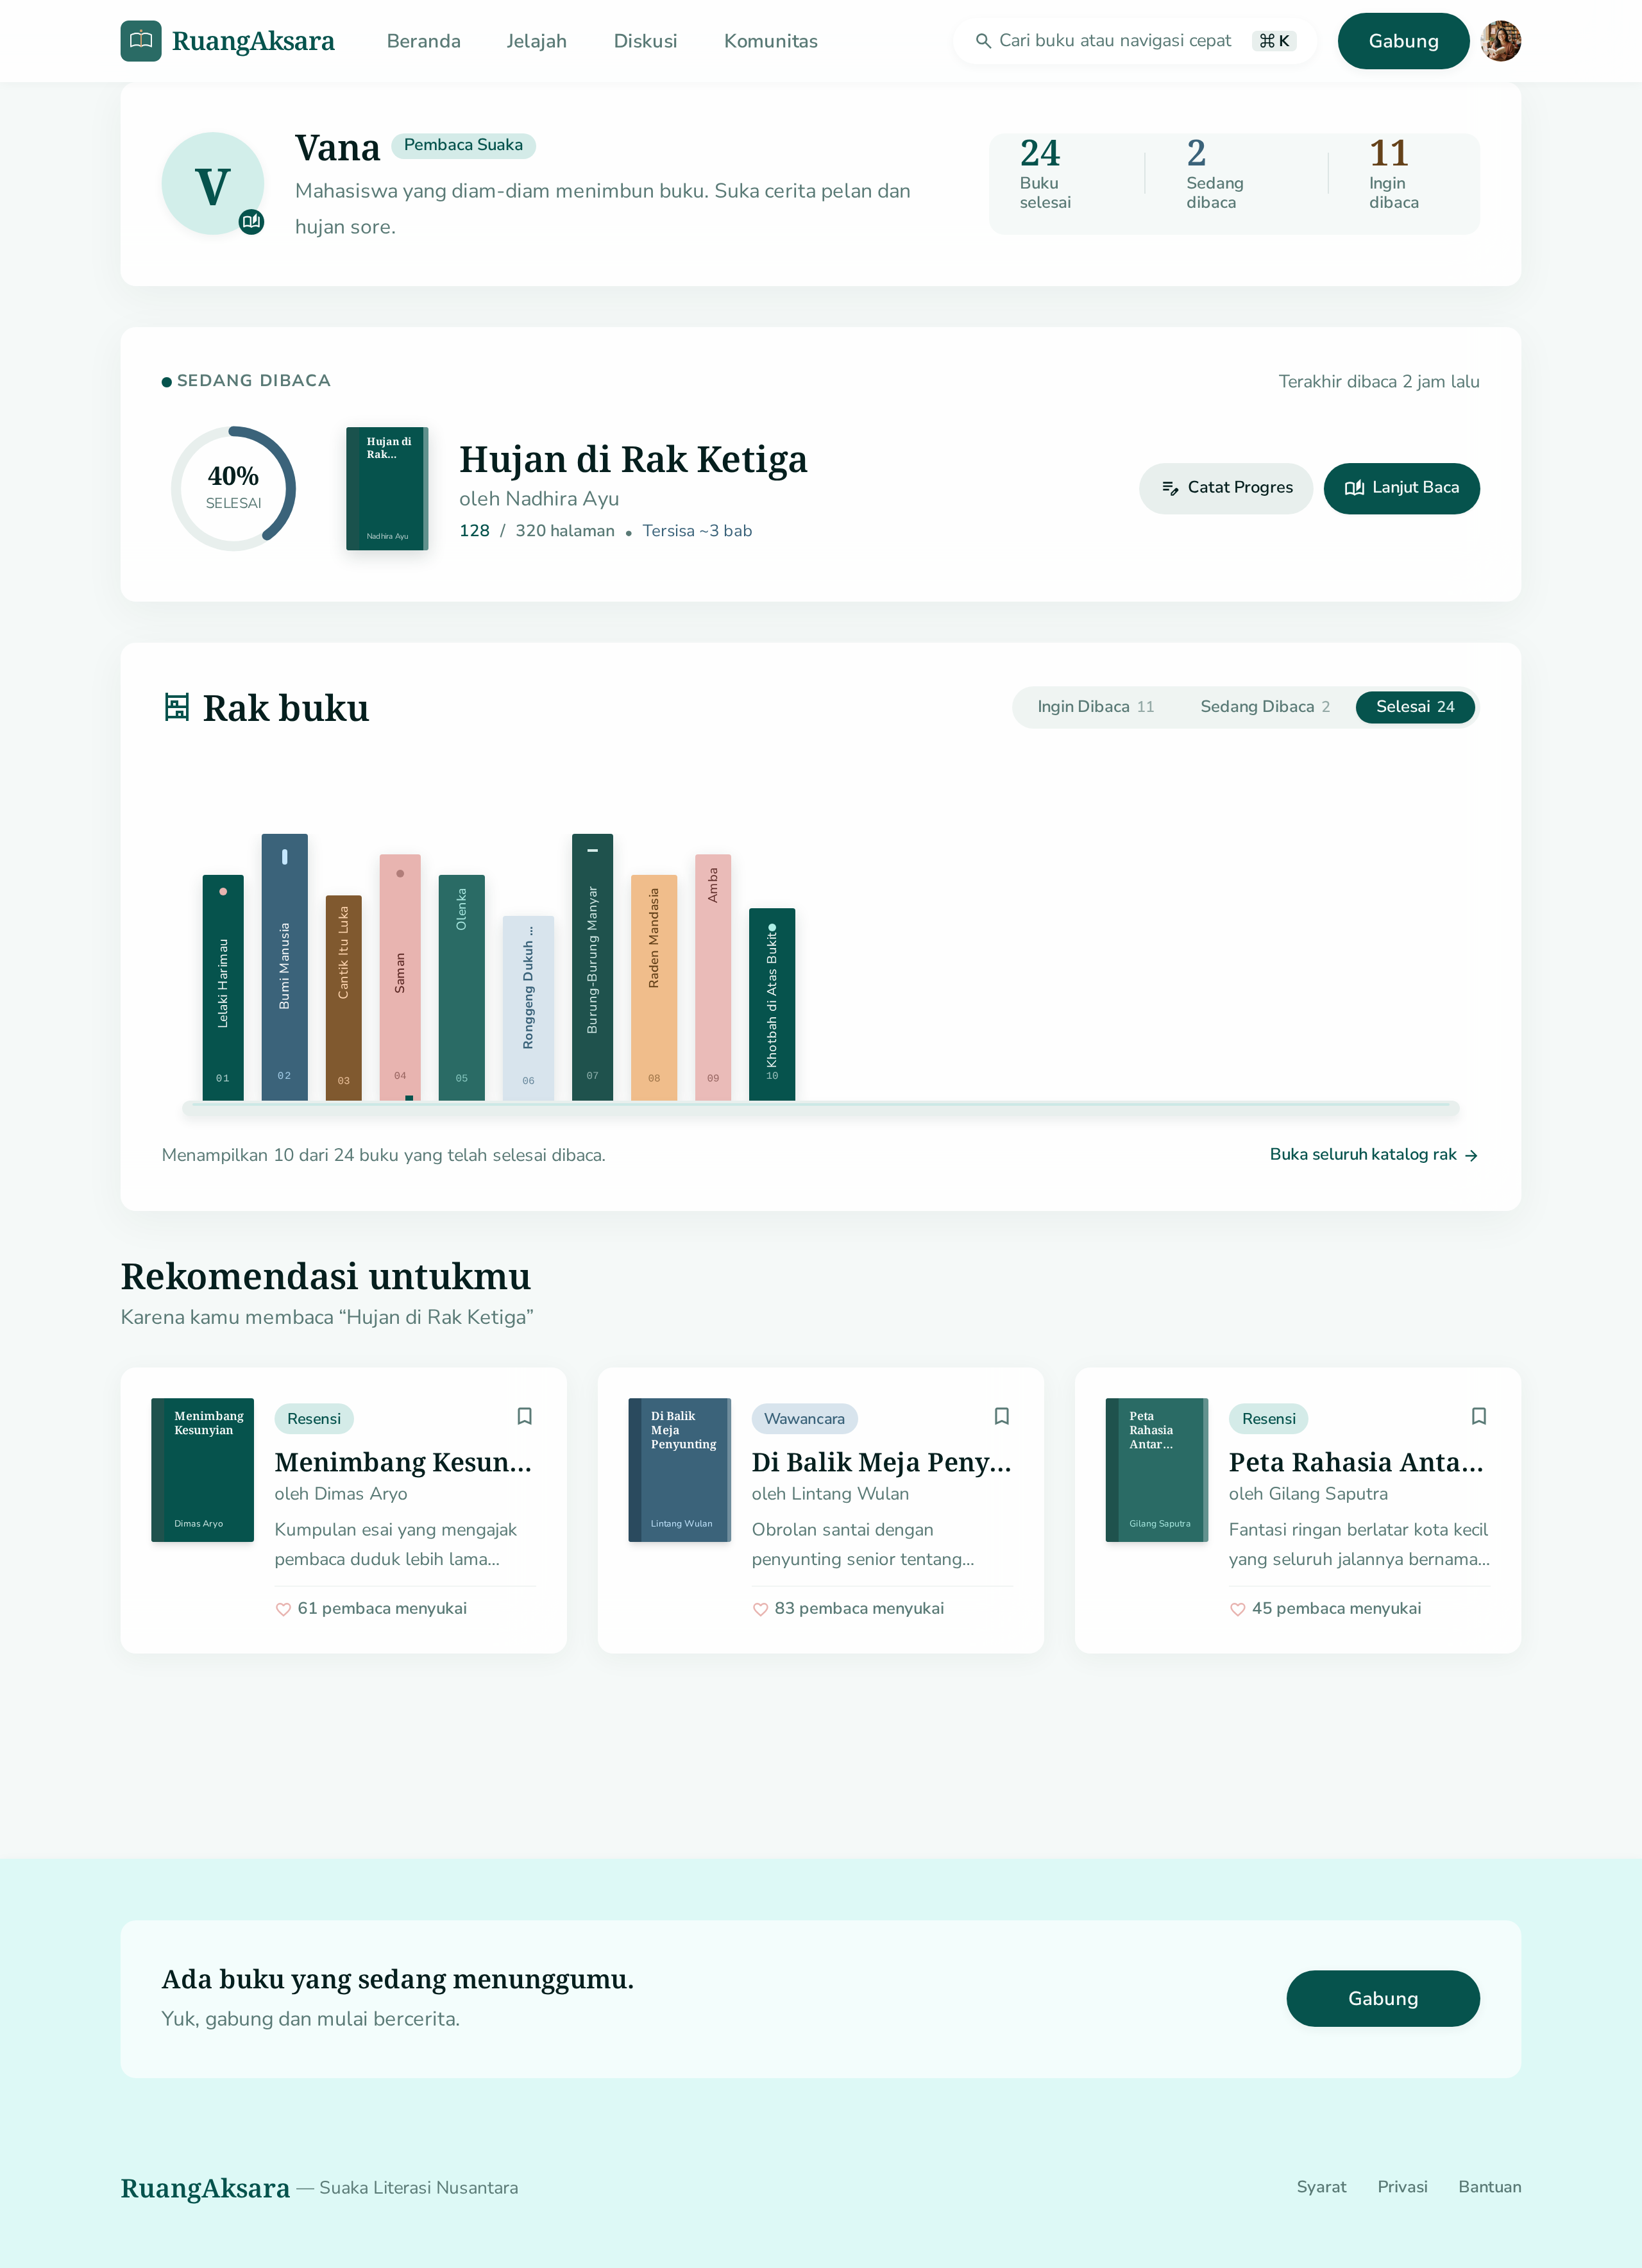 RuangAksara
Beranda
Jelajah
Diskusi
Komunitas
Cari buku atau navigasi cepat
⌘ K
Gabung
V
Vana
Pembaca Suaka
Mahasiswa yang diam-diam menimbun buku. Suka cerita pelan dan
hujan sore.
24
Buku
selesai
2
Sedang
dibaca
11
Ingin
dibaca
SEDANG DIBACA
Terakhir dibaca 2 jam lalu
40%
SELESAI
Hujan di
Rak...
Nadhira Ayu
Hujan di Rak Ketiga
oleh Nadhira Ayu
128 / 320 halaman • Tersisa ~3 bab
Catat Progres
Lanjut Baca
Rak buku
Ingin Dibaca 11
Sedang Dibaca 2
Selesai 24
Lelaki Harimau
01
Bumi Manusia
02
Cantik Itu Luka
03
Saman
04
Olenka
05
Ronggeng Dukuh ...
06
Burung-Burung Manyar
07
Raden Mandasia
08
Amba
09
Khotbah di Atas Bukit
10
Menampilkan 10 dari 24 buku yang telah selesai dibaca.
Buka seluruh katalog rak →
Rekomendasi untukmu
Karena kamu membaca “Hujan di Rak Ketiga”
Menimbang
Kesunyian
Dimas Aryo
Resensi
Menimbang Kesun...
oleh Dimas Aryo
Kumpulan esai yang mengajak
pembaca duduk lebih lama...
61 pembaca menyukai
Di Balik
Meja
Penyunting
Lintang Wulan
Wawancara
Di Balik Meja Peny...
oleh Lintang Wulan
Obrolan santai dengan
penyunting senior tentang...
83 pembaca menyukai
Peta
Rahasia
Antar...
Gilang Saputra
Resensi
Peta Rahasia Anta...
oleh Gilang Saputra
Fantasi ringan berlatar kota kecil
yang seluruh jalannya bernama...
45 pembaca menyukai
Ada buku yang sedang menunggumu.
Yuk, gabung dan mulai bercerita.
Gabung
RuangAksara — Suaka Literasi Nusantara
Syarat
Privasi
Bantuan